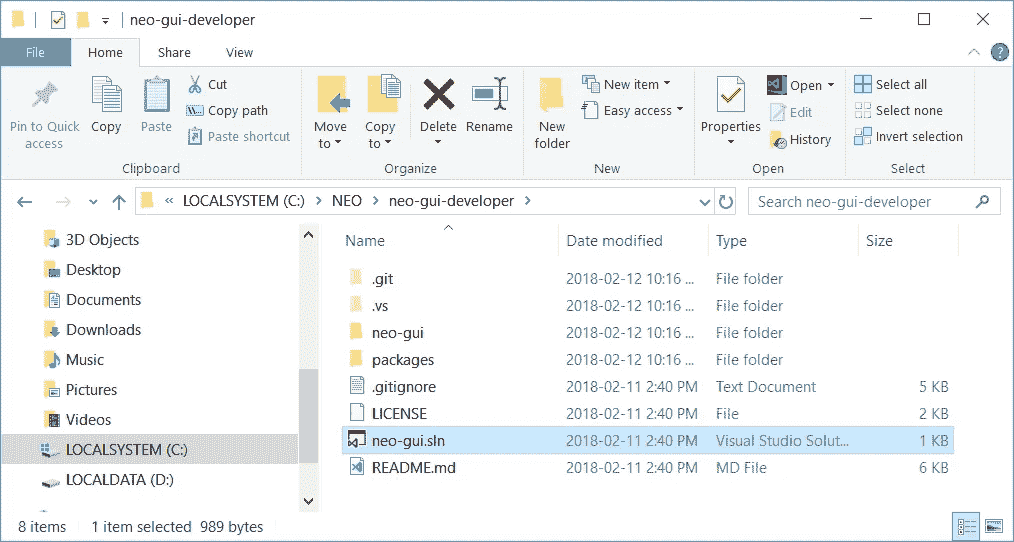 neo-gui-developer
File Home Share View
Pin to Quick access
Copy
Paste
Cut
Copy path
Paste shortcut
Clipboard
Move to
Copy to
Delete
Rename
Organize
New folder
New item
Easy access
New
Properties
Open
Edit
History
Open
Select all
Select none
Invert selection
Select
« LOCALSYSTEM (C:) > NEO > neo-gui-developer >
Search neo-gui-developer
3D Objects
Desktop
Documents
Downloads
Music
Pictures
Videos
LOCALSYSTEM (C:)
LOCALDATA (D:)
Name Date modified Type Size
.git 2018-02-12 10:16 ... File folder
.vs 2018-02-12 10:16 ... File folder
neo-gui 2018-02-12 10:16 ... File folder
packages 2018-02-12 10:16 ... File folder
.gitignore 2018-02-11 2:40 PM Text Document 5 KB
LICENSE 2018-02-11 2:40 PM File 2 KB
neo-gui.sln 2018-02-11 2:40 PM Visual Studio Solut... 1 KB
README.md 2018-02-11 2:40 PM MD File 6 KB
8 items 1 item selected 989 bytes